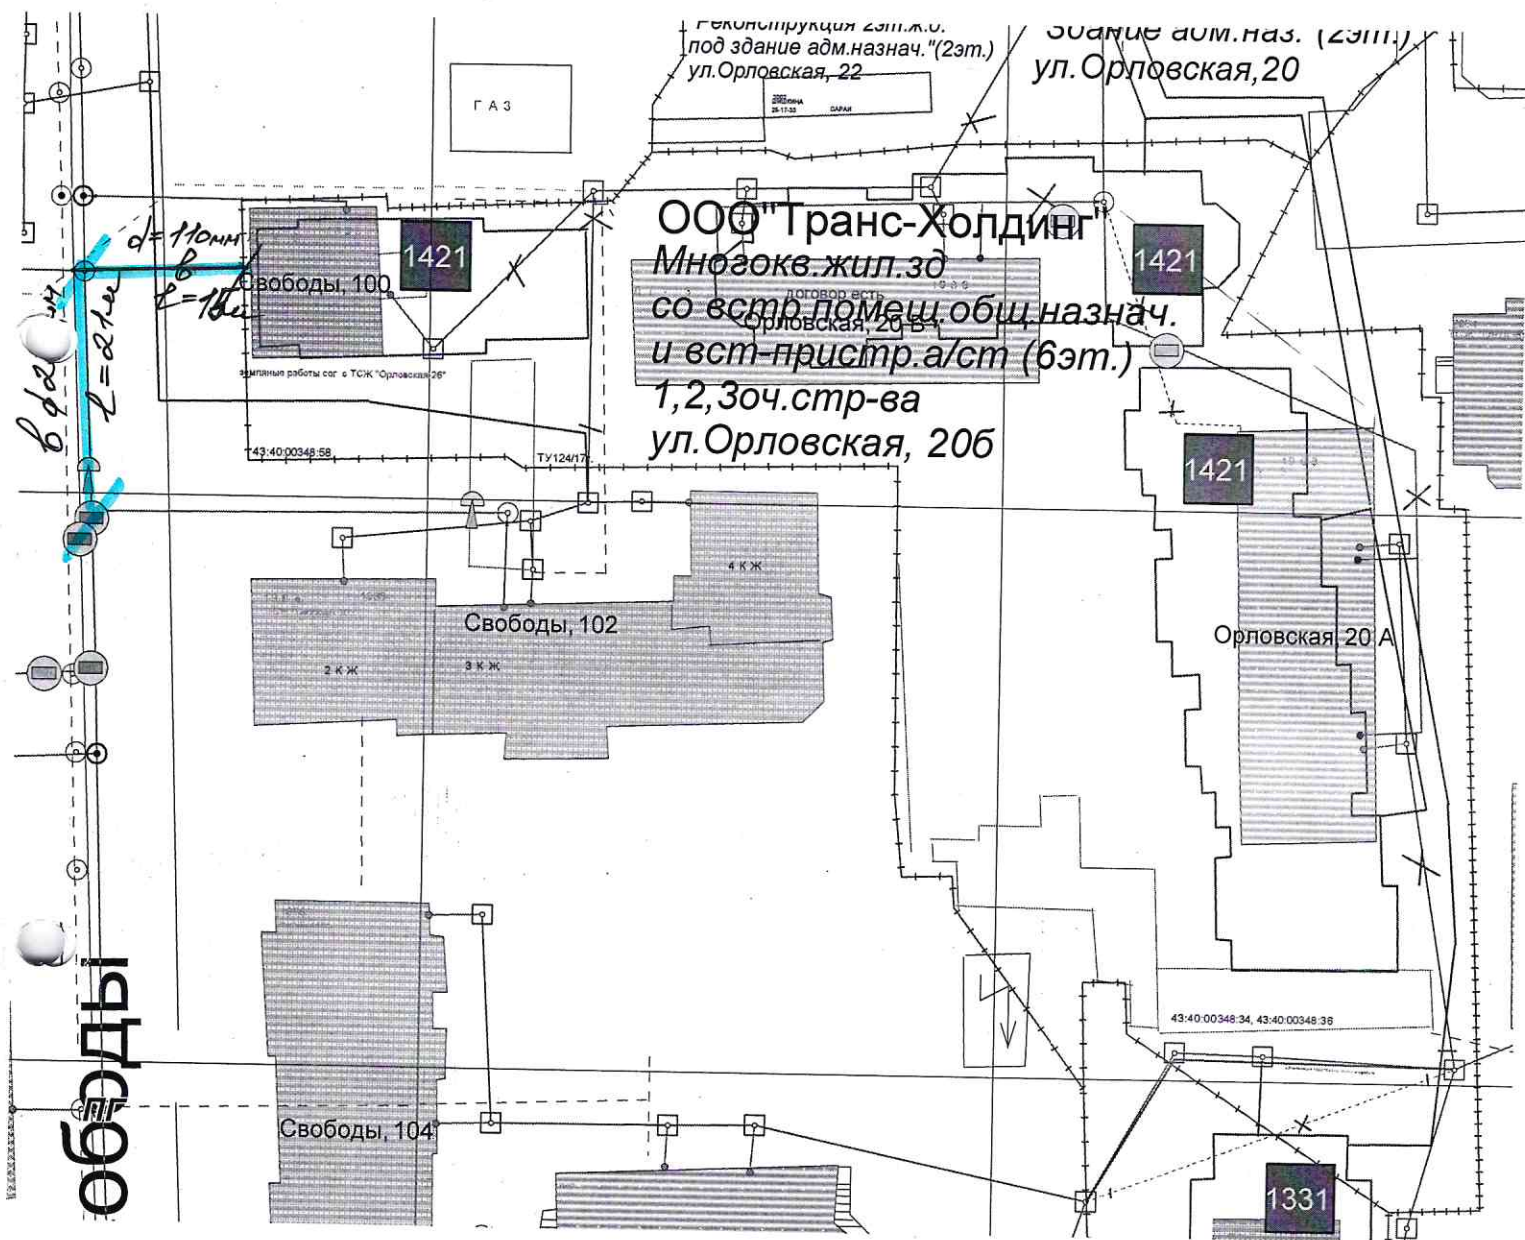 Реконструкция 2эт.ж.д.
под здание адм.назнач."(2эт.)
ул.Орловская, 22
Здание адм.наз. (2эт.)
ул.Орловская,20
ГАЗ
САРАИ
ООО"Транс-Холдинг"
Многокв.жил.зд
со встр.помещ.общ.назнач.
и вст-пристр.а/ст (6эт.)
1,2,3оч.стр-ва
ул.Орловская, 20б
договор есть
Орловская, 20-В
d=110мм
Свободы, 100
1421
1421
1421
l=21м
земляные работы сог с ТСЖ "Орловская-26"
43:40:00348:58
ТУ124/17
4 К Ж
Свободы, 102
2 К Ж
3 К Ж
Орловская, 20 А
43:40:00348:34, 43:40:00348:36
ободы
Свободы, 104
1331